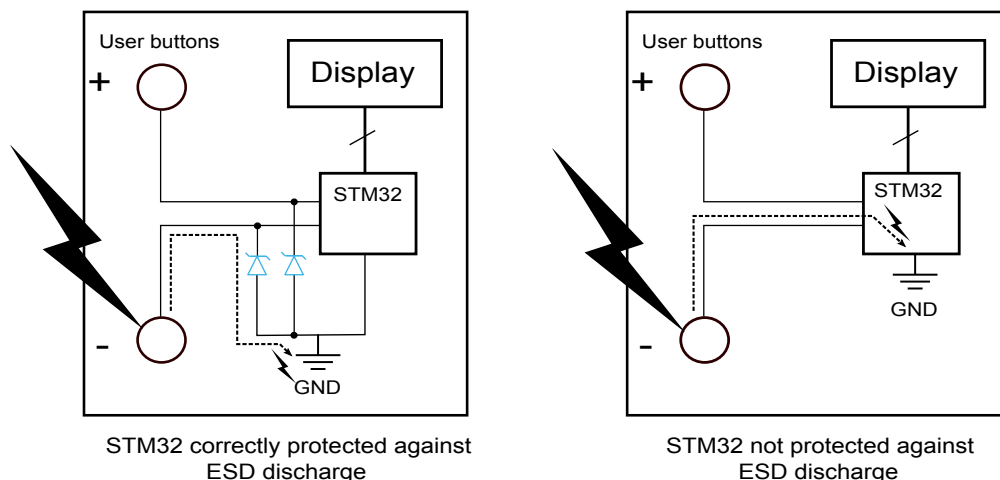 User buttons
+
Display
STM32
-
GND
STM32 correctly protected against
ESD discharge
User buttons
+
Display
STM32
GND
-
STM32 not protected against
ESD discharge